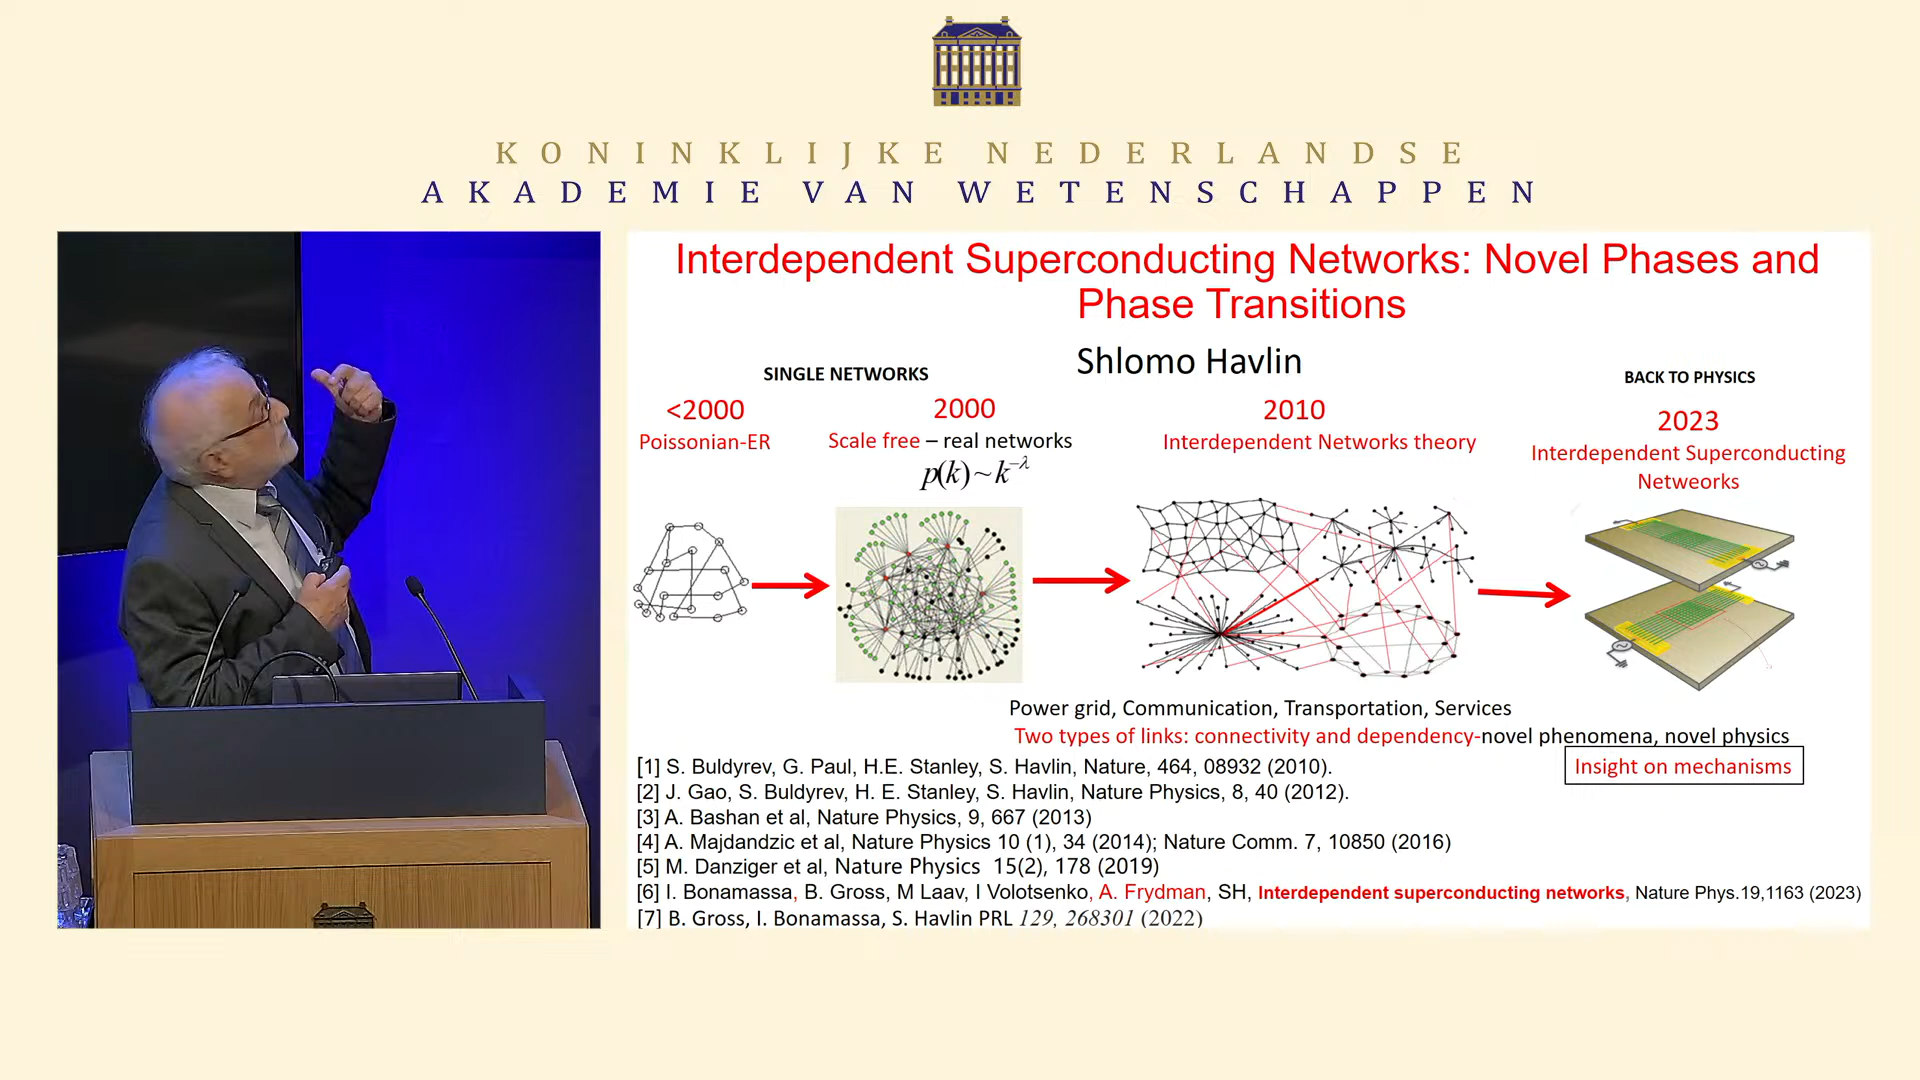 KONINKLIJKE NEDERLANDSE
AKADEMIE VAN WETENSCHAPPEN
Interdependent Superconducting Networks: Novel Phases and
Phase Transitions
Shlomo Havlin
SINGLE NETWORKS
BACK TO PHYSICS
<2000
Poissonian-ER
2000
Scale free – real networks
p(k)~k^-λ
2010
Interdependent Networks theory
2023
Interdependent Superconducting
Netweorks
Power grid, Communication, Transportation, Services
Two types of links: connectivity and dependency-novel phenomena, novel physics
Insight on mechanisms
[1] S. Buldyrev, G. Paul, H.E. Stanley, S. Havlin, Nature, 464, 08932 (2010).
[2] J. Gao, S. Buldyrev, H. E. Stanley, S. Havlin, Nature Physics, 8, 40 (2012).
[3] A. Bashan et al, Nature Physics, 9, 667 (2013)
[4] A. Majdandzic et al, Nature Physics 10 (1), 34 (2014); Nature Comm. 7, 10850 (2016)
[5] M. Danziger et al, Nature Physics 15(2), 178 (2019)
[6] I. Bonamassa, B. Gross, M Laav, I Volotsenko, A. Frydman, SH, Interdependent superconducting networks, Nature Phys.19,1163 (2023)
[7] B. Gross, I. Bonamassa, S. Havlin PRL 129, 268301 (2022)